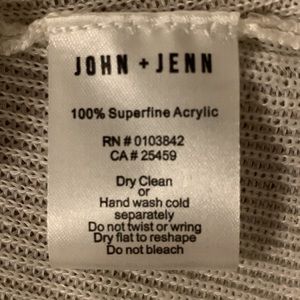 JOHN + JENN
100% Superfine Acrylic
RN # 0103842
CA # 25459
Dry Clean
or
Hand wash cold
separately
Do not twist or wring
Dry flat to reshape
Do not bleach